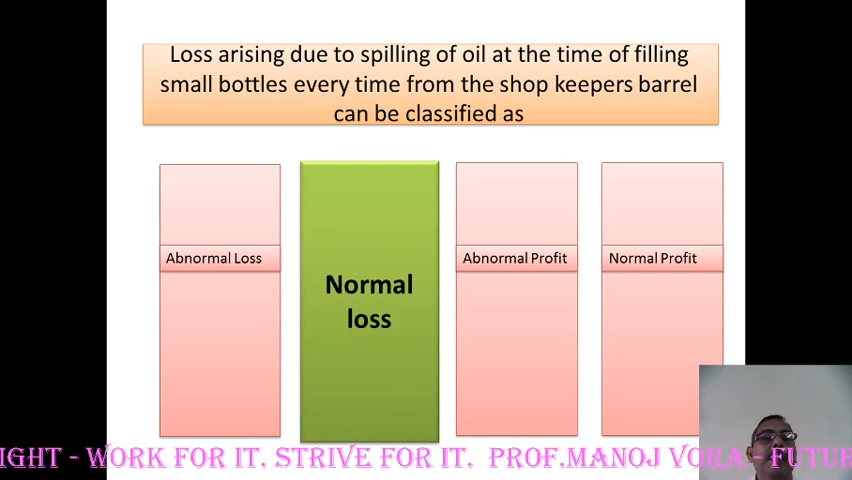 Loss arising due to spilling of oil at the time of filling
small bottles every time from the shop keepers barrel
can be classified as
Abnormal Loss
Normal
loss
Abnormal Profit
Normal Profit
IGHT - WORK FOR IT. STRIVE FOR IT. PROF.MANOJ VORA - FUTUR